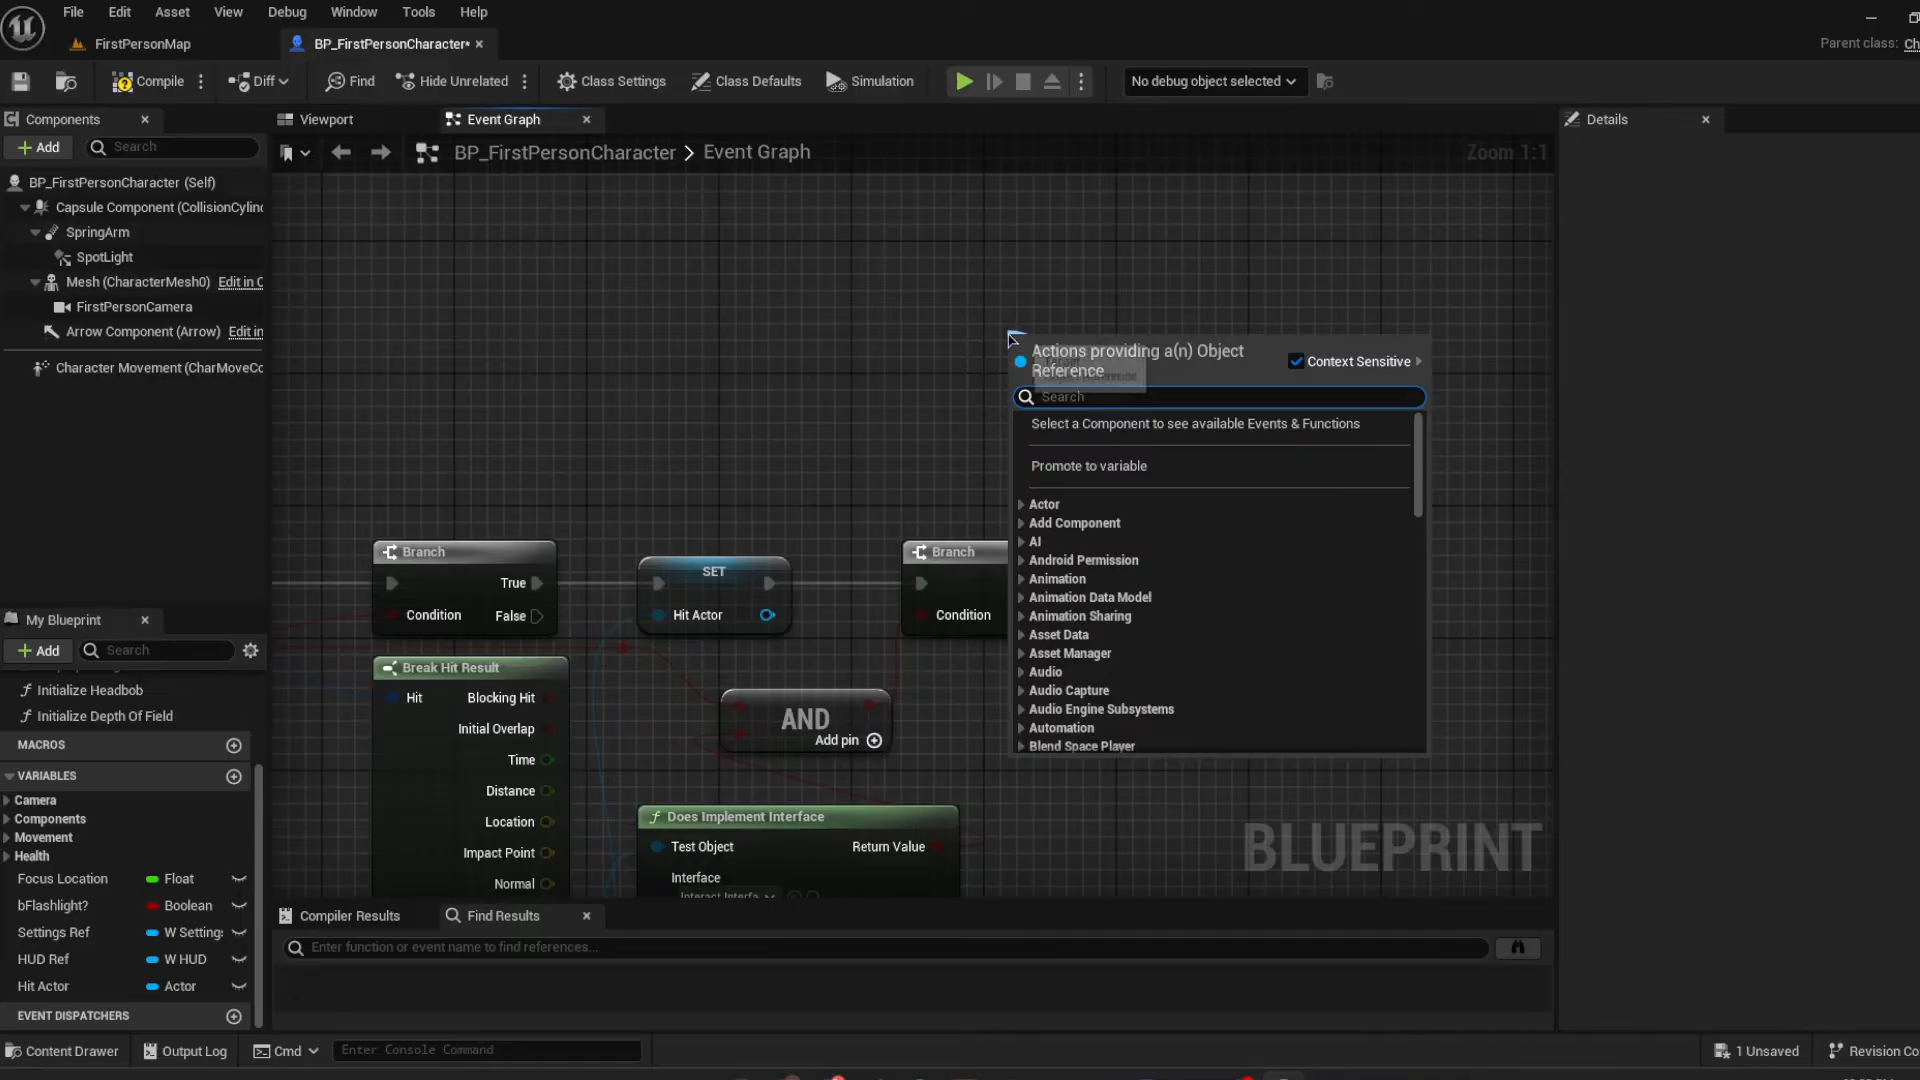 File Edit Asset View Debug Window Tools Help
FirstPersonMap
BP_FirstPersonCharacter*
Parent class: Ch
Compile
Diff
Find
Hide Unrelated
Class Settings
Class Defaults
Simulation
No debug object selected
Components
Viewport
Event Graph
Details
Add
Search
BP_FirstPersonCharacter > Event Graph
Zoom 1:1
BP_FirstPersonCharacter (Self)
Capsule Component (CollisionCylind
SpringArm
SpotLight
Mesh (CharacterMesh0) Edit in C
FirstPersonCamera
Arrow Component (Arrow) Edit in
Character Movement (CharMoveCo
Actions providing a(n) Object
Reference
Context Sensitive
Search
Select a Component to see available Events & Functions
Promote to variable
Actor
Add Component
AI
Android Permission
Animation
Animation Data Model
Animation Sharing
Asset Data
Asset Manager
Audio
Audio Capture
Audio Engine Subsystems
Automation
Blend Space Player
Branch
True
Condition
False
SET
Hit Actor
Branch
Condition
Break Hit Result
Hit
Blocking Hit
Initial Overlap
Time
Distance
Location
Impact Point
Normal
AND
Add pin
Does Implement Interface
Test Object
Return Value
Interface
Interact Interfa
BLUEPRINT
My Blueprint
Add
Search
Initialize Headbob
Initialize Depth Of Field
MACROS
VARIABLES
Camera
Components
Movement
Health
Focus Location Float
bFlashlight? Boolean
Settings Ref W Setting
HUD Ref W HUD
Hit Actor Actor
EVENT DISPATCHERS
Compiler Results
Find Results
Enter function or event name to find references...
Content Drawer
Output Log
Cmd
Enter Console Command
1 Unsaved
Revision Co